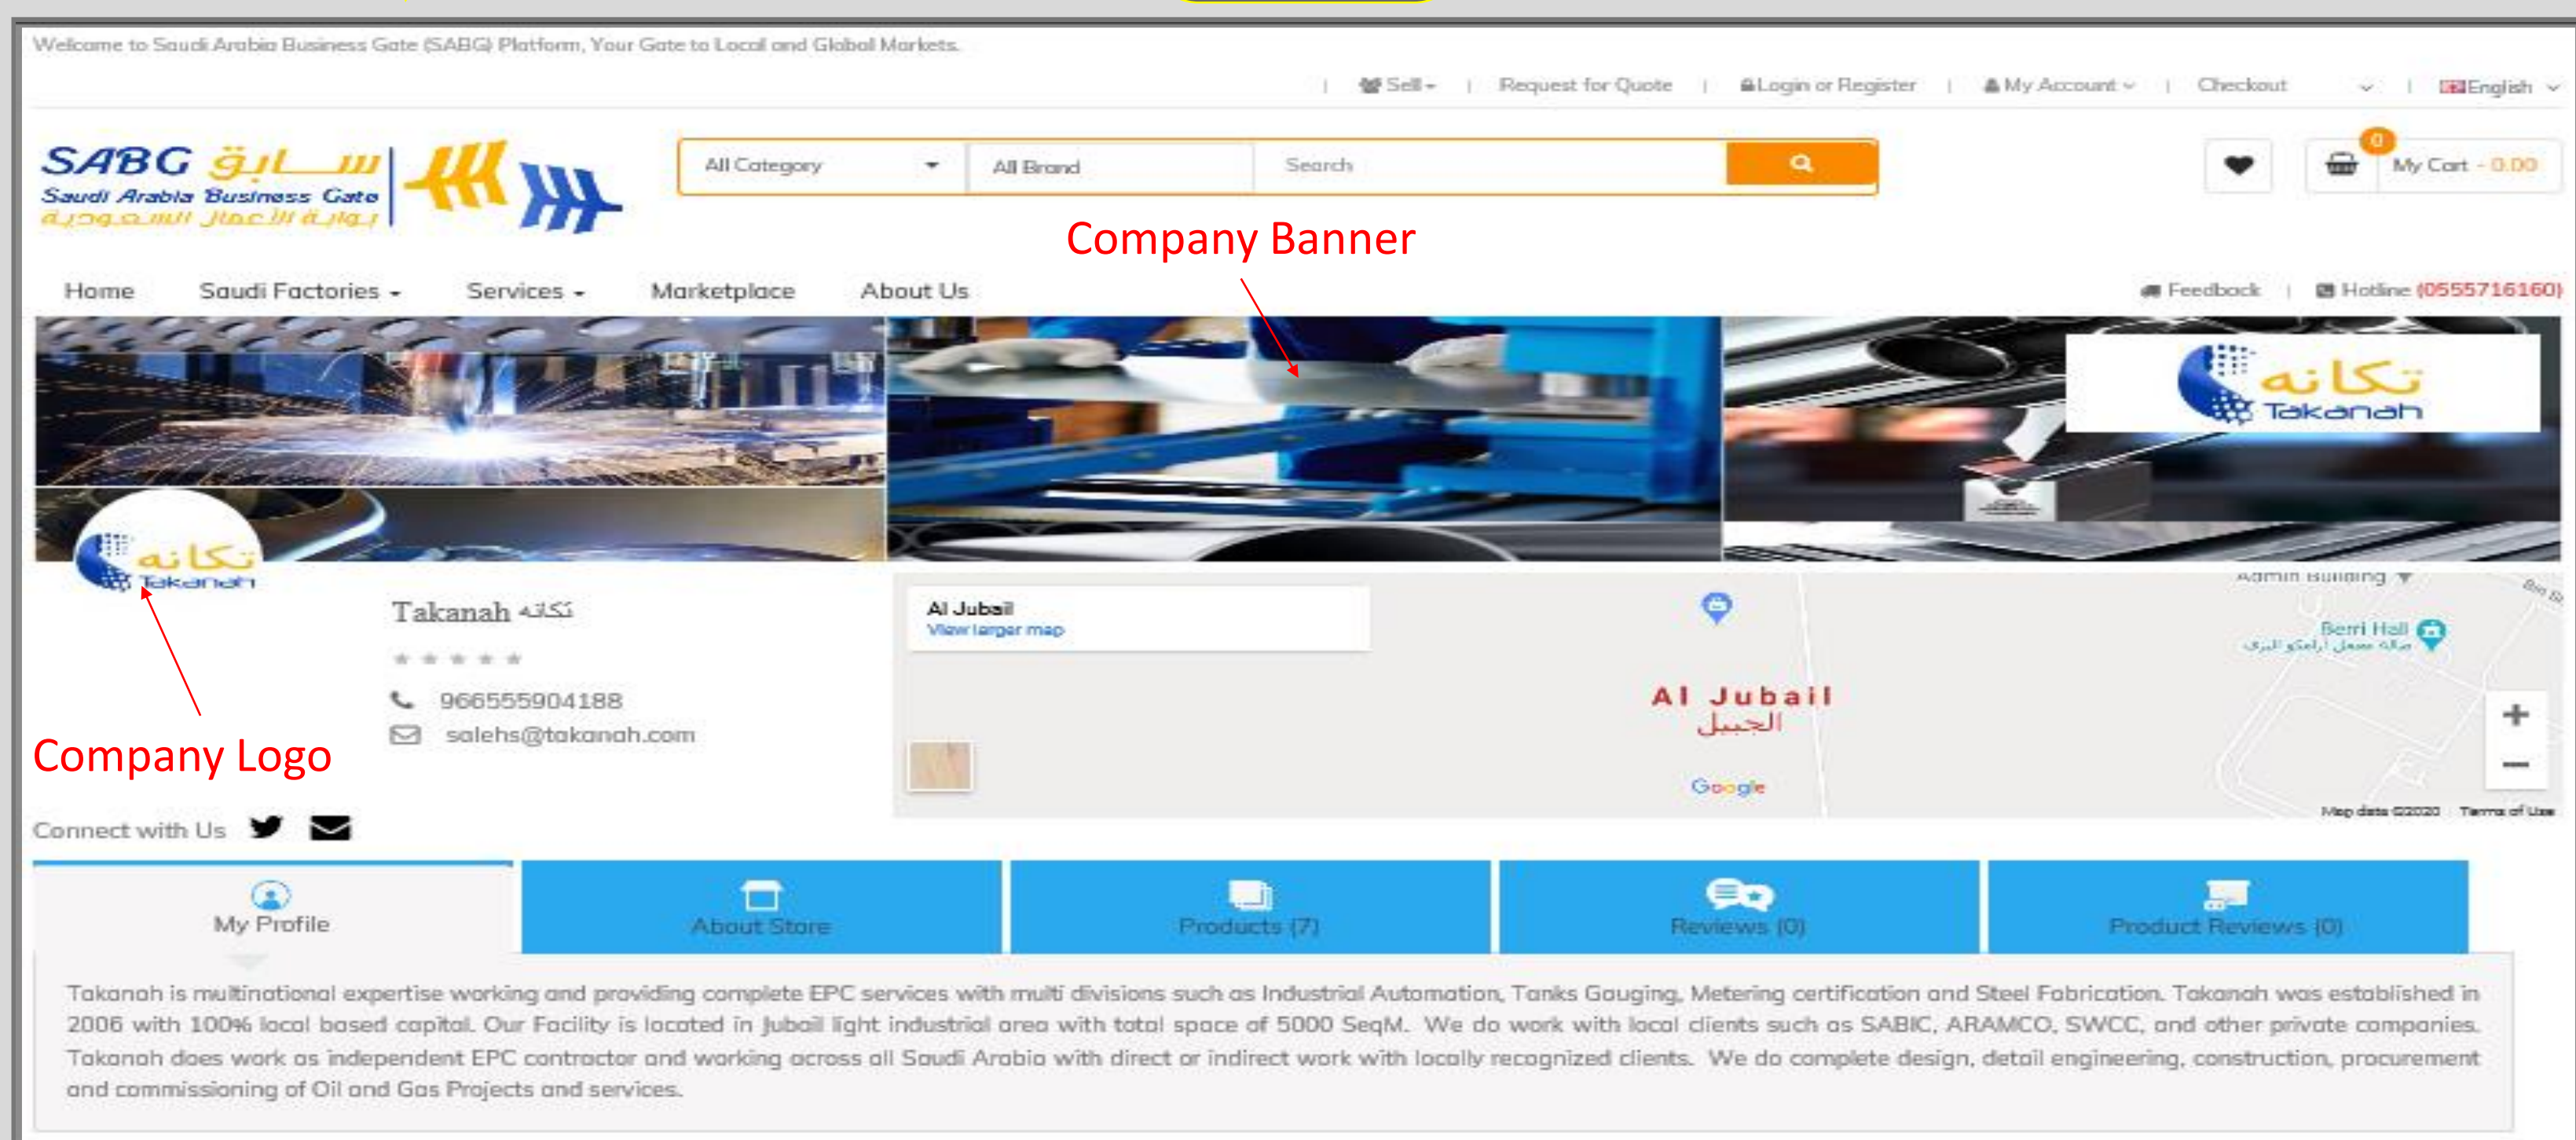 Welcome to Saudi Arabia Business Gate (SABG) Platform, Your Gate to Local and Global Markets.
Sell
Request for Quote
Login or Register
My Account
Checkout
English
SABG سابق
Saudi Arabia Business Gate
بوابة الأعمال السعودية
All Category
All Brand
Search
0
My Cart - 0.00
Company Banner
Home
Saudi Factories
Services
Marketplace
About Us
Feedback
Hotline (0555716160)
تكانه
Takanah
تكانه
Takanah
Takanah تكانه
966555904188
salehs@takanah.com
Company Logo
Al Jubail
View larger map
Admin Building
Berri Hall
Al Jubail
الجبيل
Google
Map data ©2020
Terms of Use
Connect with Us
My Profile
About Store
Products (7)
Reviews (0)
Product Reviews (0)
Takanah is multinational expertise working and providing complete EPC services with multi divisions such as Industrial Automation, Tanks Gauging, Metering certification and Steel Fabrication. Takanah was established in
2006 with 100% local based capital. Our Facility is located in Jubail light industrial area with total space of 5000 SeqM. We do work with local clients such as SABIC, ARAMCO, SWCC, and other private companies.
Takanah does work as independent EPC contractor and working across all Saudi Arabia with direct or indirect work with locally recognized clients. We do complete design, detail engineering, construction, procurement
and commissioning of Oil and Gas Projects and services.